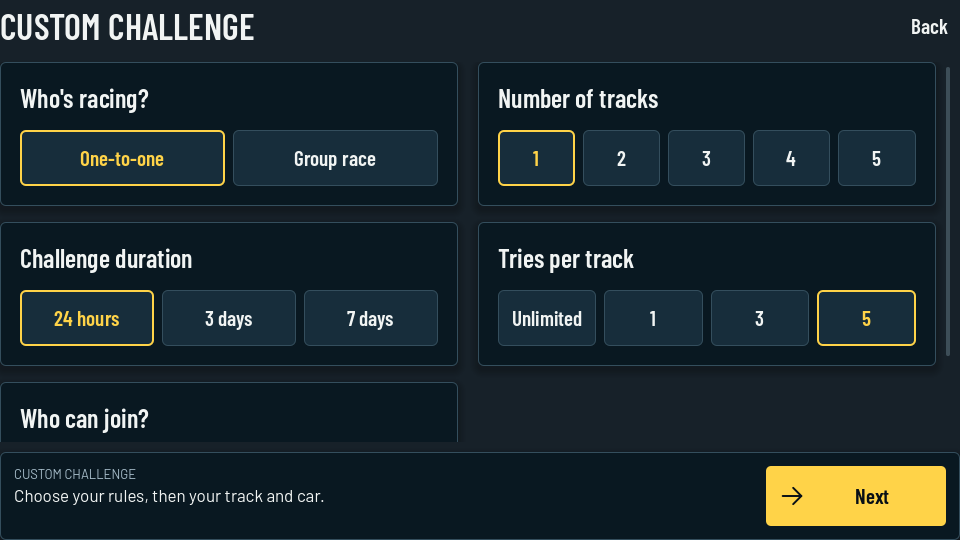 CUSTOM CHALLENGE
Back
Who's racing?
One-to-one
Group race
Number of tracks
1
2
3
4
5
Challenge duration
24 hours
3 days
7 days
Tries per track
Unlimited
1
3
5
Who can join?
CUSTOM CHALLENGE
Choose your rules, then your track and car.
Next